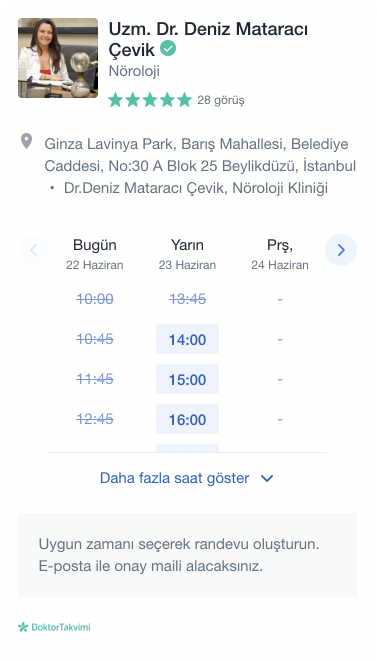 Uzm. Dr. Deniz Mataracı
Çevik
Nöroloji
28 görüş
Ginza Lavinya Park, Barış Mahallesi, Belediye
Caddesi, No:30 A Blok 25 Beylikdüzü, İstanbul
• Dr.Deniz Mataracı Çevik, Nöroloji Kliniği
Bugün Yarın Prş,
22 Haziran 23 Haziran 24 Haziran
10:00 13:45 -
10:45 14:00 -
11:45 15:00 -
12:45 16:00 -
Daha fazla saat göster
Uygun zamanı seçerek randevu oluşturun.
E-posta ile onay maili alacaksınız.
DoktorTakvimi